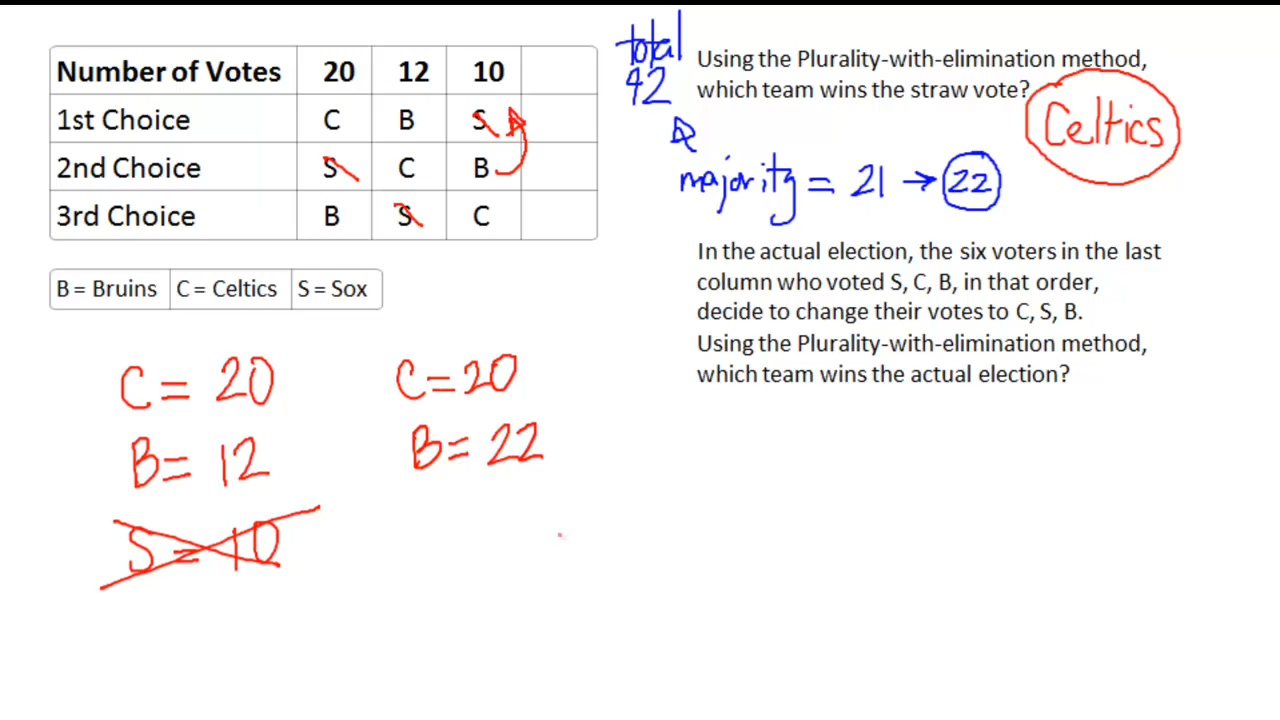 Number of Votes 20 12 10
1st Choice C B S
2nd Choice S C B
3rd Choice B S C
B = Bruins C = Celtics S = Sox
C = 20
B = 12
S = 10
C = 20
B = 22
total
42
Using the Plurality-with-elimination method,
which team wins the straw vote?
Celtics
majority = 21 → 22
In the actual election, the six voters in the last
column who voted S, C, B, in that order,
decide to change their votes to C, S, B.
Using the Plurality-with-elimination method,
which team wins the actual election?